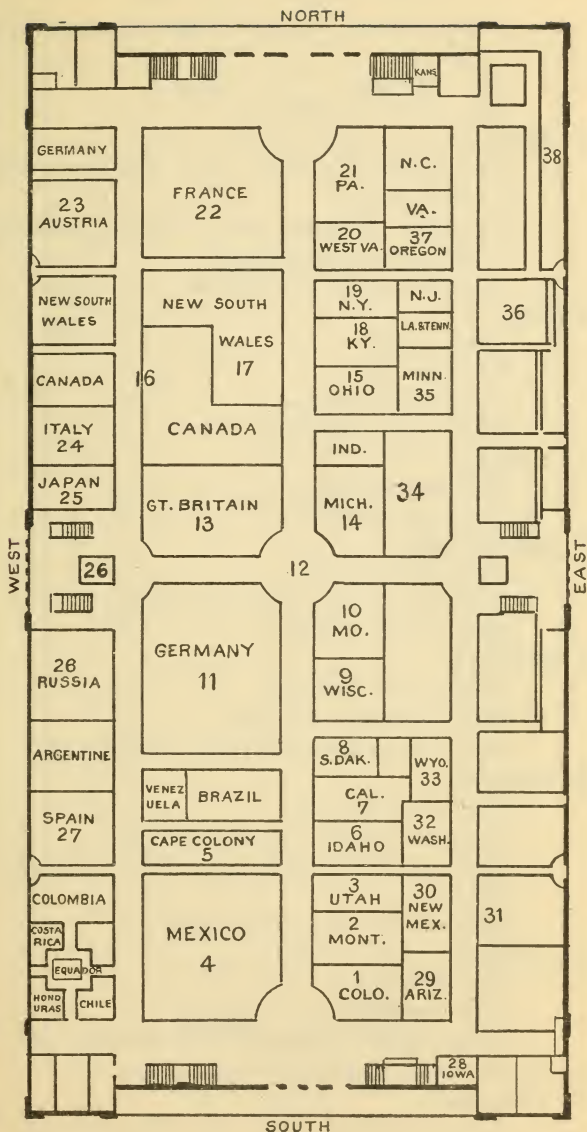 NORTH
KANS.
GERMANY
23
AUSTRIA
FRANCE
22
21
PA.
N.C.
38
VA.
20
WEST VA.
37
OREGON
NEW SOUTH
WALES
NEW SOUTH
WALES
17
19
N.Y.
N.J.
36
LA.&TENN.
18
KY.
CANADA
16
15
OHIO
MINN.
35
ITALY
24
CANADA
IND.
JAPAN
25
GT. BRITAIN
13
MICH.
14
34
WEST
26
12
EAST
10
MO.
GERMANY
11
26
RUSSIA
9
WISC.
ARGENTINE
8
S.DAK.
WYO.
33
VENEZ
UELA
BRAZIL
CAL.
7
SPAIN
27
CAPE COLONY
5
6
IDAHO
32
WASH.
COLOMBIA
3
UTAH
30
NEW
MEX.
31
COSTA
RICA
MEXICO
4
2
MONT.
EQUADOR
HOND
URAS
CHILE
1
COLO.
29
ARIZ.
28
IOWA
SOUTH